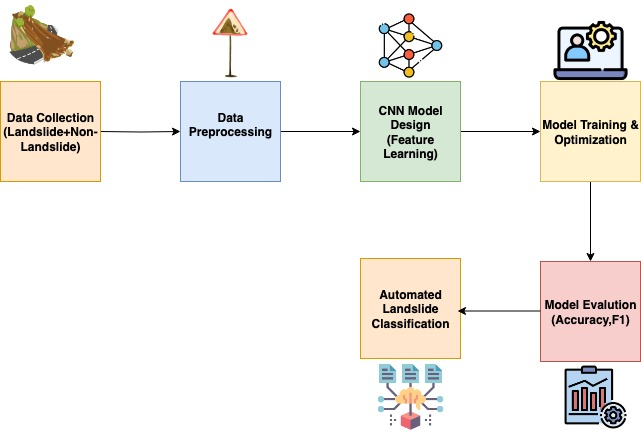 Data Collection
(Landslide+Non-
Landslide)
Data
Preprocessing
CNN Model
Design
(Feature
Learning)
Model Training &
Optimization
Automated
Landslide
Classification
Model Evalution
(Accuracy,F1)